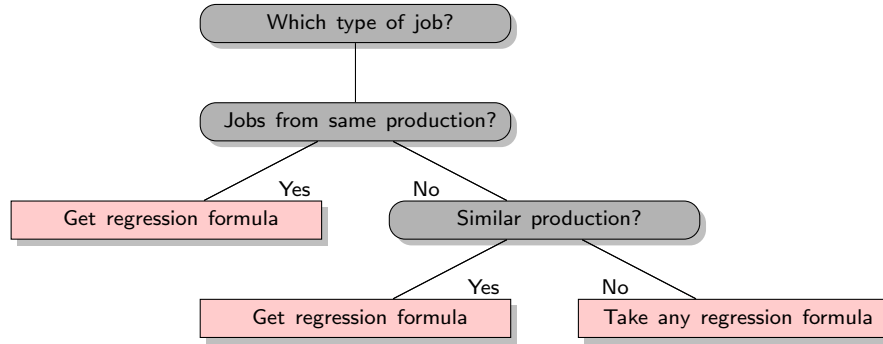 Which type of job?
Jobs from same production?
Yes
No
Get regression formula
Similar production?
Yes
No
Get regression formula
Take any regression formula